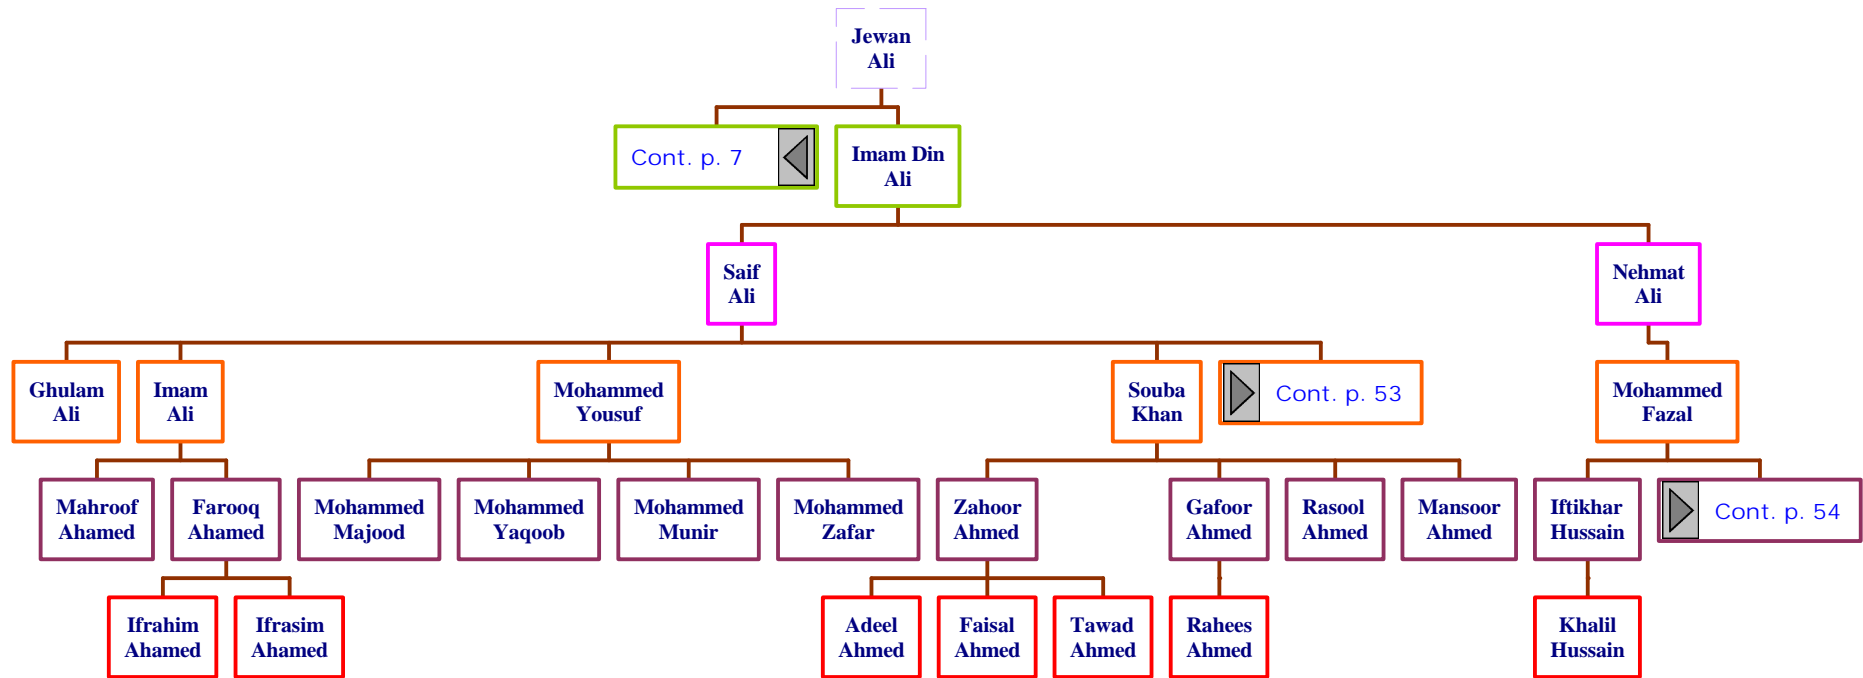 Jewan
Ali
Cont. p. 7
Imam Din
Ali
Saif
Ali
Nehmat
Ali
Ghulam
Ali
Imam
Ali
Mohammed
Yousuf
Souba
Khan
Cont. p. 53
Mohammed
Fazal
Mahroof
Ahamed
Farooq
Ahamed
Mohammed
Majood
Mohammed
Yaqoob
Mohammed
Munir
Mohammed
Zafar
Zahoor
Ahmed
Gafoor
Ahmed
Rasool
Ahmed
Mansoor
Ahmed
Iftikhar
Hussain
Cont. p. 54
Ifrahim
Ahamed
Ifrasim
Ahamed
Adeel
Ahmed
Faisal
Ahmed
Tawad
Ahmed
Rahees
Ahmed
Khalil
Hussain